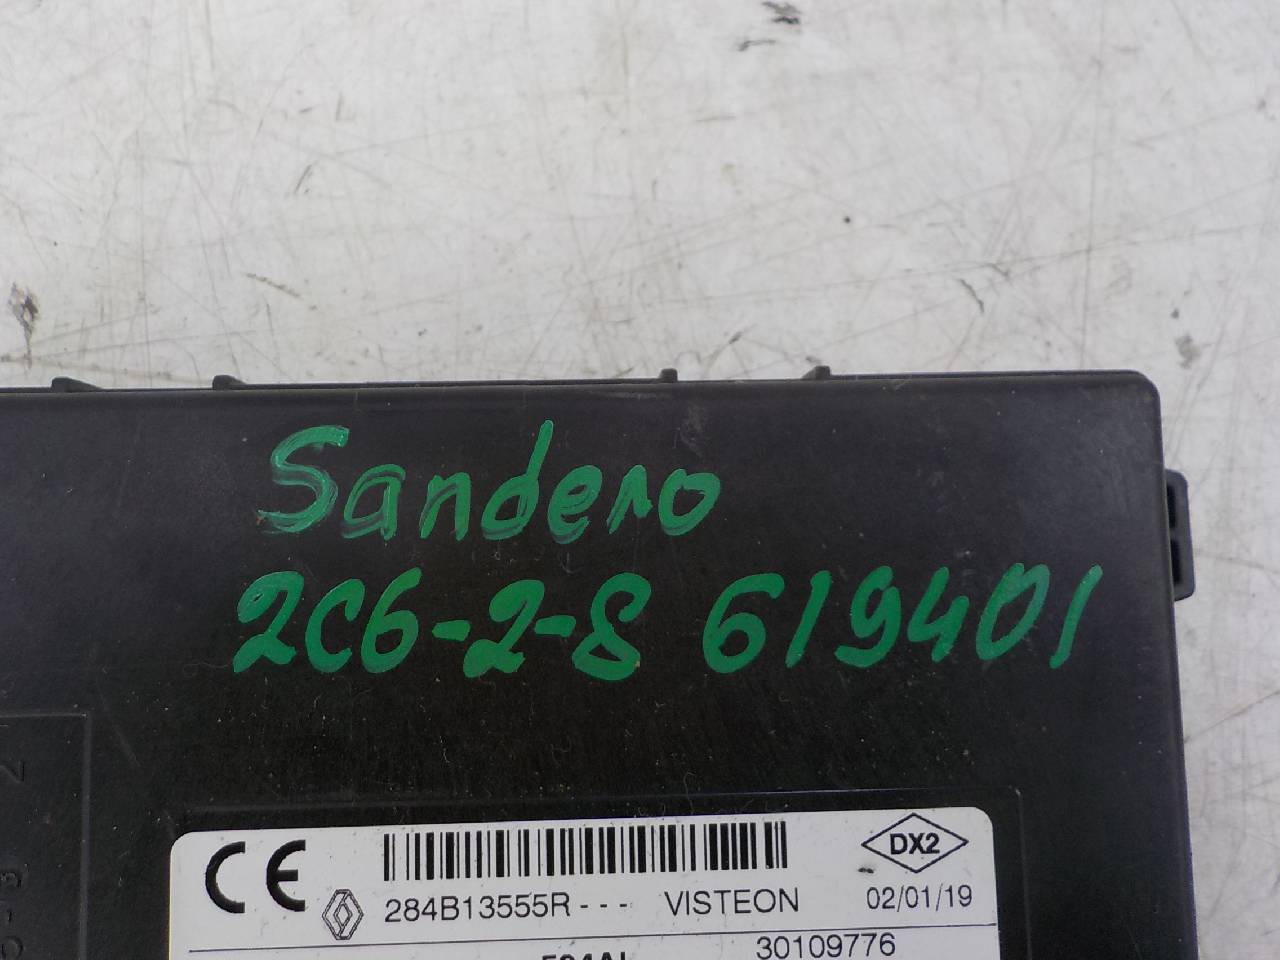 Sandero
2C6-2-8 619401
CE
DX2
284B13555R--- VISTEON 02/01/19
30109776